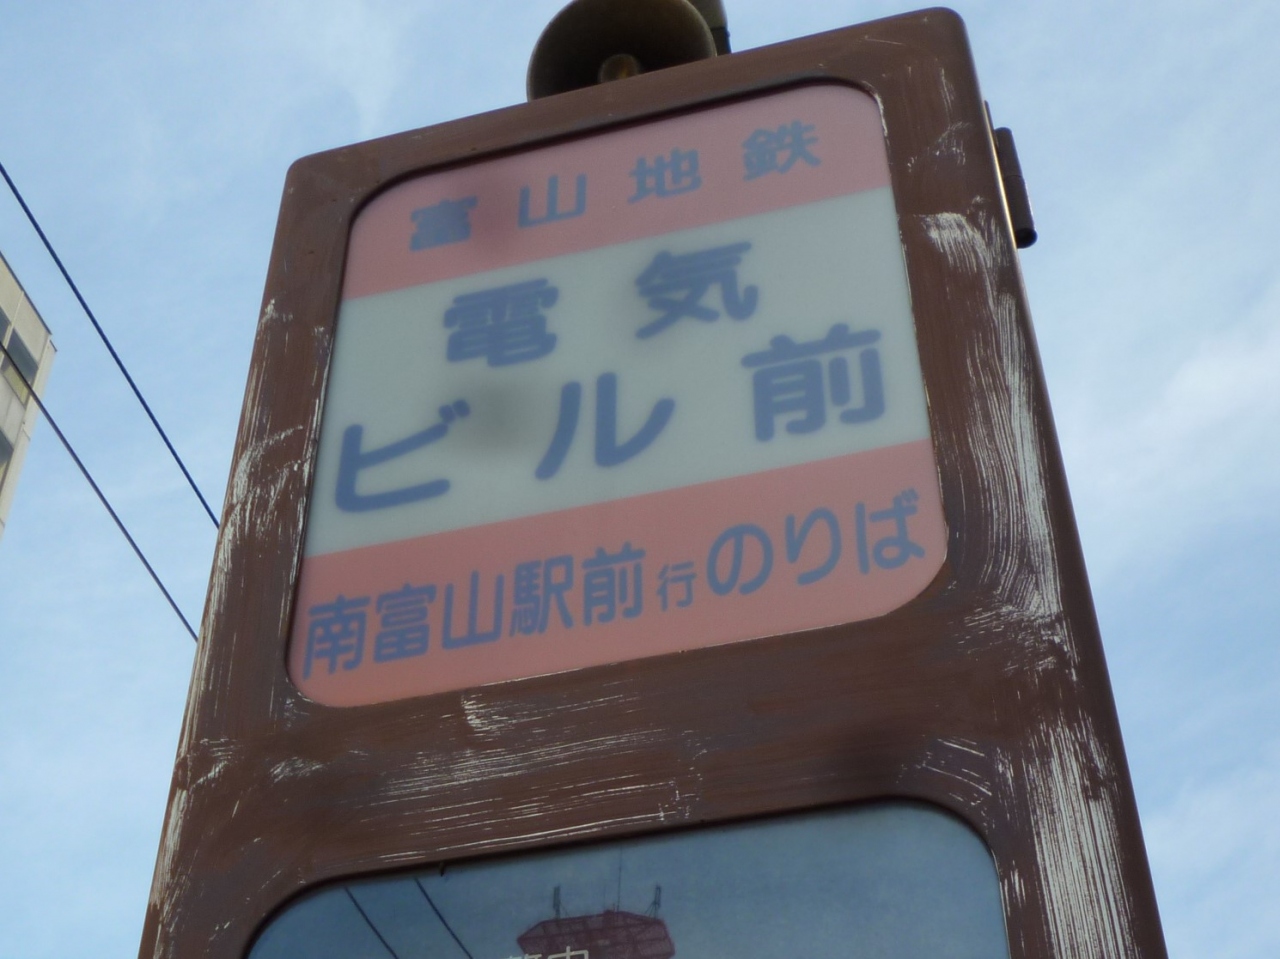 富山地鉄
電気
ビル前
南富山駅前行のりば